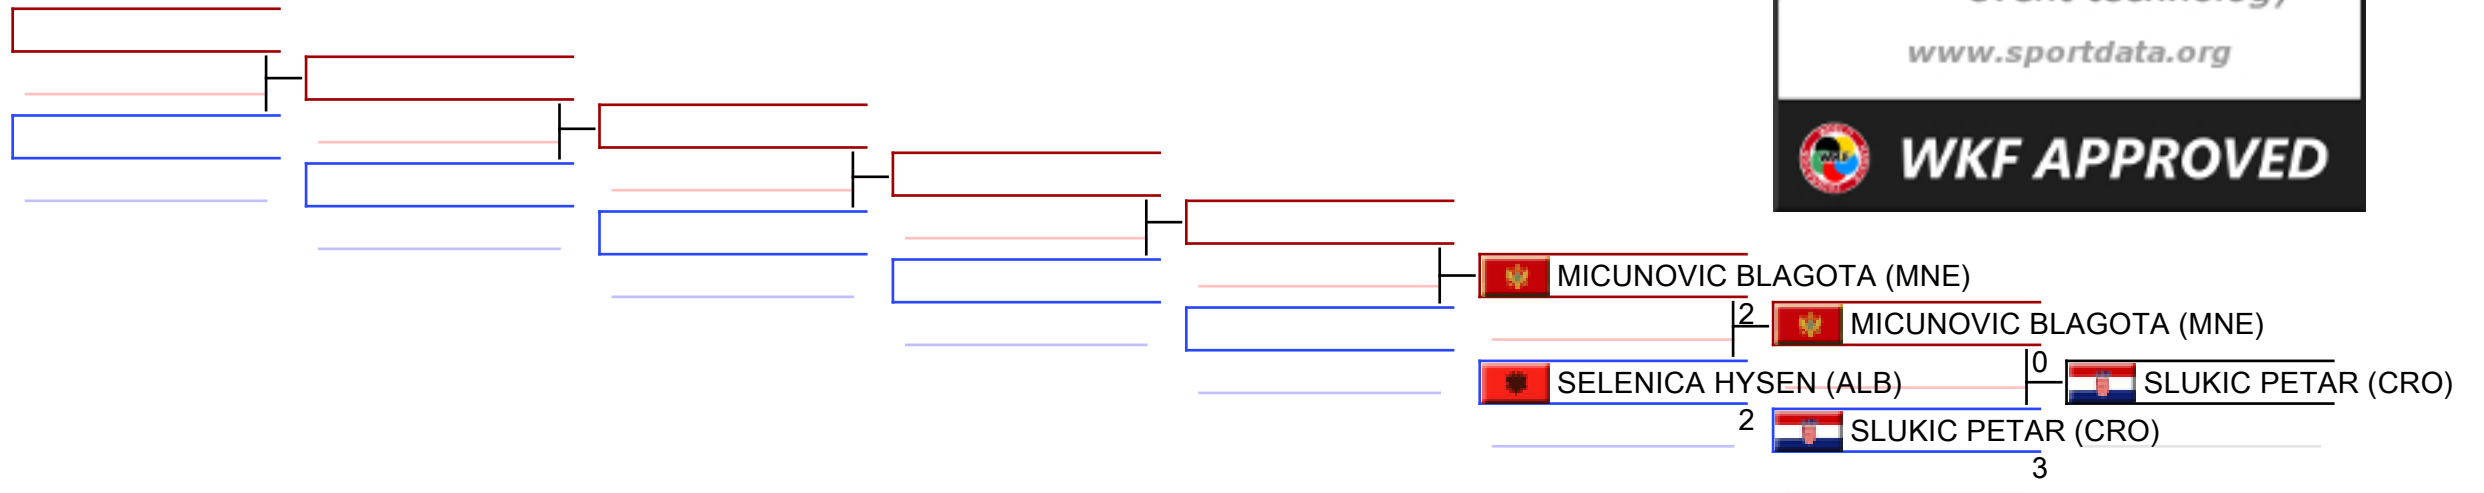 www.sportdata.org
WKF APPROVED
MICUNOVIC BLAGOTA (MNE)
2
MICUNOVIC BLAGOTA (MNE)
0
SELENICA HYSEN (ALB)
SLUKIC PETAR (CRO)
2
SLUKIC PETAR (CRO)
3